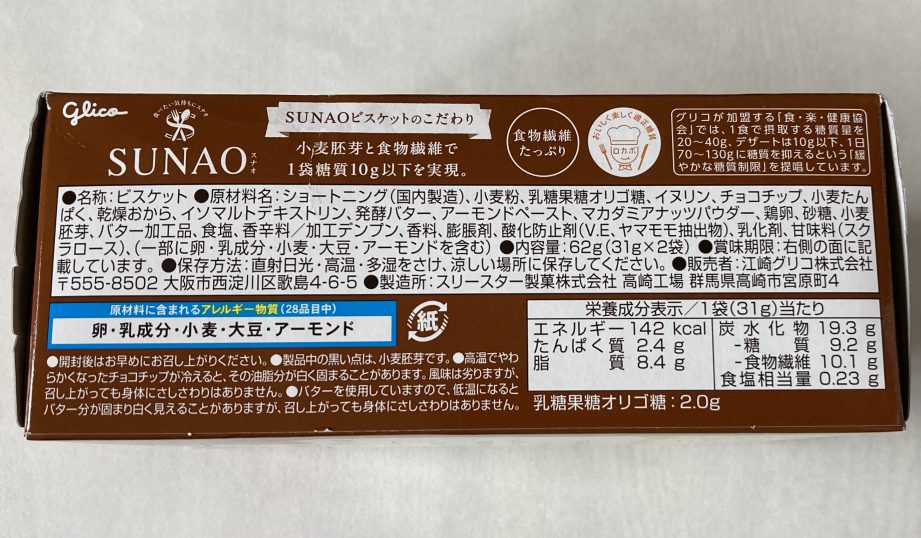 Glico
食べたい気持ちにスナオ
SUNAO スナオ
SUNAOビスケットのこだわり
小麦胚芽と食物繊維で
1袋糖質10g以下を実現。
食物繊維
たっぷり
おいしく楽しく適正糖質
ロカボ
グリコが加盟する「食・楽・健康協
会」では、1食で摂取する糖質量を
20〜40g、デザートは10g以下、1日
70〜130gに糖質を抑えるという「緩
やかな糖質制限」を提唱しています。
●名称:ビスケット ●原材料名:ショートニング(国内製造)、小麦粉、乳糖果糖オリゴ糖、イヌリン、チョコチップ、小麦たん
ぱく、乾燥おから、イソマルトデキストリン、発酵バター、アーモンドペースト、マカダミアナッツパウダー、鶏卵、砂糖、小麦
胚芽、バター加工品、食塩、香辛料/加工デンプン、香料、膨脹剤、酸化防止剤(V.E、ヤマモモ抽出物)、乳化剤、甘味料(スク
ラロース)、(一部に卵・乳成分・小麦・大豆・アーモンドを含む) ●内容量:62g(31g×2袋) ●賞味期限:右側の面に記
載しています。 ●保存方法:直射日光・高温・多湿をさけ、涼しい場所に保存してください。 ●販売者:江崎グリコ株式会社
〒555-8502 大阪市西淀川区歌島4-6-5 ●製造所:スリースター製菓株式会社 高崎工場 群馬県高崎市宮原町4
原材料に含まれるアレルギー物質(28品目中)
卵・乳成分・小麦・大豆・アーモンド
紙
●開封後はお早めにお召し上がりください。 ●製品中の黒い点は、小麦胚芽です。 ●高温でやわ
らかくなったチョコチップが冷えると、その油脂分が白く固まることがあります。風味は劣りますが、
召し上がっても身体にさしさわりはありません。 ●バターを使用していますので、低温になると
バター分が固まり白く見えることがありますが、召し上がっても身体にさしさわりはありません。
栄養成分表示/1袋(31g)当たり
エネルギー 142 kcal
たんぱく質 2.4 g
脂質 8.4 g
炭水化物 19.3 g
-糖質 9.2 g
-食物繊維 10.1 g
食塩相当量 0.23 g
乳糖果糖オリゴ糖:2.0g